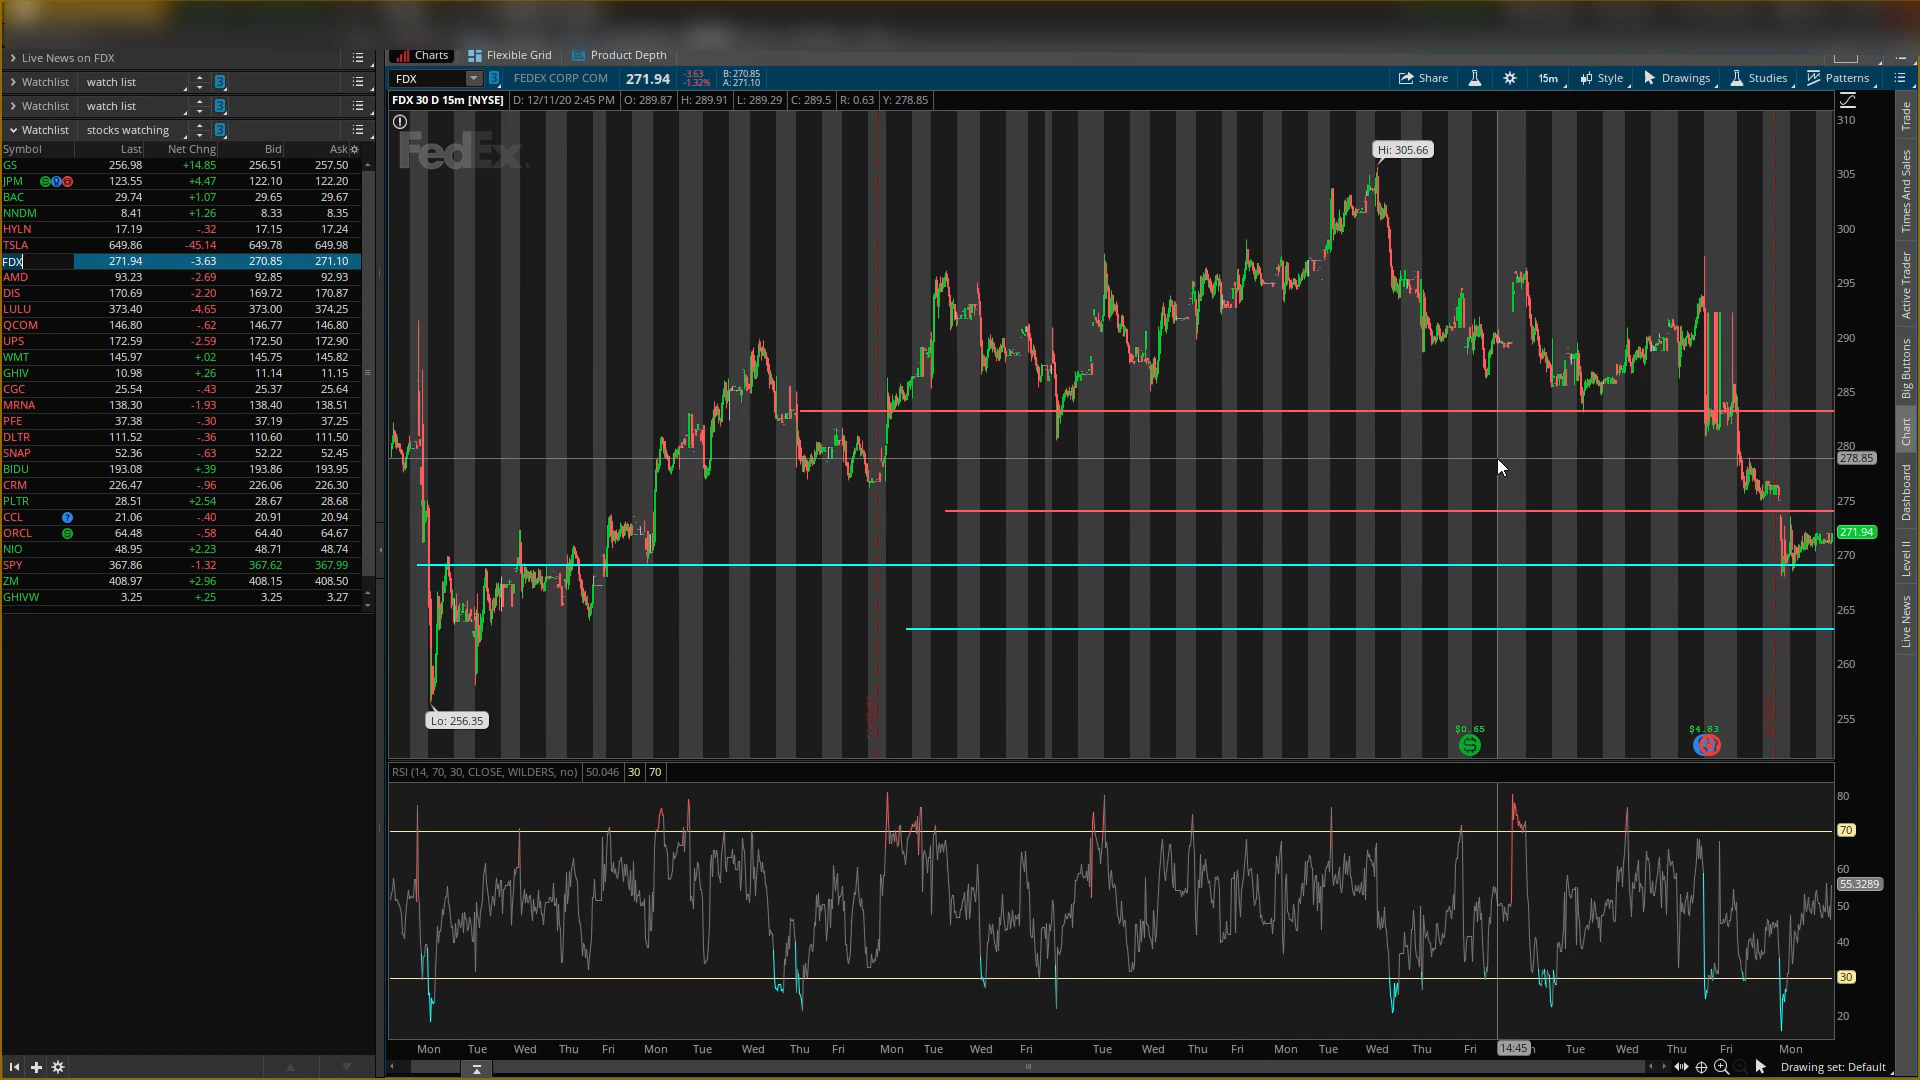 Charts Flexible Grid Product Depth
Live News on FDX
Watchlist watch list 3
Watchlist watch list 3
Watchlist stocks watching 3
Symbol Last Net Chng Bid Ask
GS 256.98 +14.85 256.51 257.50
JPM 123.55 +4.47 122.10 122.20
BAC 29.74 +1.07 29.65 29.67
NNDM 8.41 +1.26 8.33 8.35
HYLN 17.19 -.32 17.15 17.24
TSLA 649.86 -45.14 649.78 649.98
FDX 271.94 -3.63 270.85 271.10
AMD 93.23 -2.69 92.85 92.93
DIS 170.69 -2.20 169.72 170.87
LULU 373.40 -4.65 373.00 374.25
QCOM 146.80 -.62 146.77 146.80
UPS 172.59 -2.59 172.50 172.90
WMT 145.97 +.02 145.75 145.82
GHIV 10.98 +.26 11.14 11.15
CGC 25.54 -.43 25.37 25.64
MRNA 138.30 -1.93 138.40 138.51
PFE 37.38 -.30 37.19 37.25
DLTR 111.52 -.36 110.60 111.50
SNAP 52.36 -.63 52.22 52.45
BIDU 193.08 +.39 193.86 193.95
CRM 226.47 -.96 226.06 226.30
PLTR 28.51 +2.54 28.67 28.68
CCL 21.06 -.40 20.91 20.94
ORCL 64.48 -.58 64.40 64.67
NIO 48.95 +2.23 48.71 48.74
SPY 367.86 -1.32 367.62 367.99
ZM 408.97 +2.96 408.15 408.50
GHIVW 3.25 +.25 3.25 3.27
FDX 3 FEDEX CORP COM 271.94 -3.63 -1.32% B: 270.85 A: 271.10 Share 15m Style Drawings Studies Patterns
FDX 30 D 15m [NYSE] D: 12/11/20 2:45 PM O: 289.87 H: 289.91 L: 289.29 C: 289.5 R: 0.63 Y: 278.85
FedEx
Hi: 305.66
Lo: 256.35
$0.65
$4.83
310
305
300
295
290
285
280
278.85
275
271.94
270
265
260
255
RSI (14, 70, 30, CLOSE, WILDERS, no) 50.046 30 70
80
70
60
55.3289
50
40
30
20
Mon Tue Wed Thu Fri Mon Tue Wed Thu Fri Mon Tue Wed Fri Tue Wed Thu Fri Mon Tue Wed Thu Fri 14:45 Tue Wed Thu Fri Mon
Drawing set: Default
Trade
Times And Sales
Active Trader
Big Buttons
Chart
Dashboard
Level II
Live News